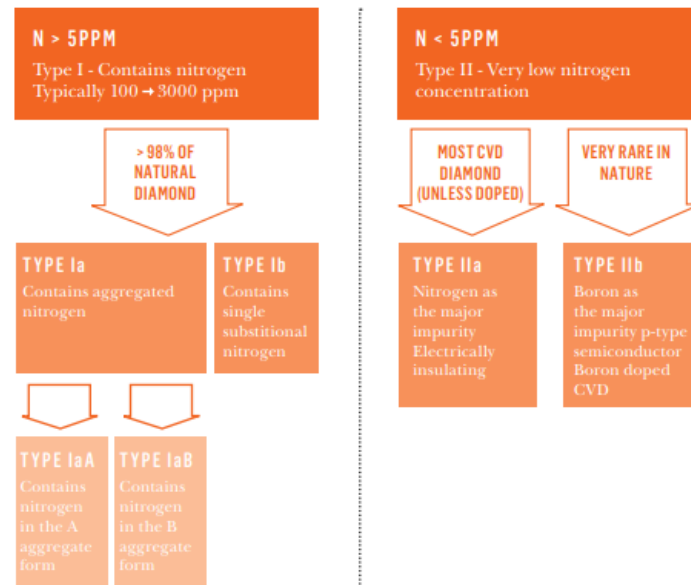 N > 5PPM
Type I - Contains nitrogen
Typically 100 → 3000 ppm
> 98% OF
NATURAL
DIAMOND
TYPE Ia
Contains aggregated
nitrogen
TYPE Ib
Contains
single
substitional
nitrogen
TYPE IaA
Contains
nitrogen
in the A
aggregate
form
TYPE IaB
Contains
nitrogen
in the B
aggregate
form
N < 5PPM
Type II - Very low nitrogen
concentration
MOST CVD
DIAMOND
(UNLESS DOPED)
VERY RARE IN
NATURE
TYPE IIa
Nitrogen as
the major
impurity
Electrically
insulating
TYPE IIb
Boron as
the major
impurity p-type
semiconductor
Boron doped
CVD